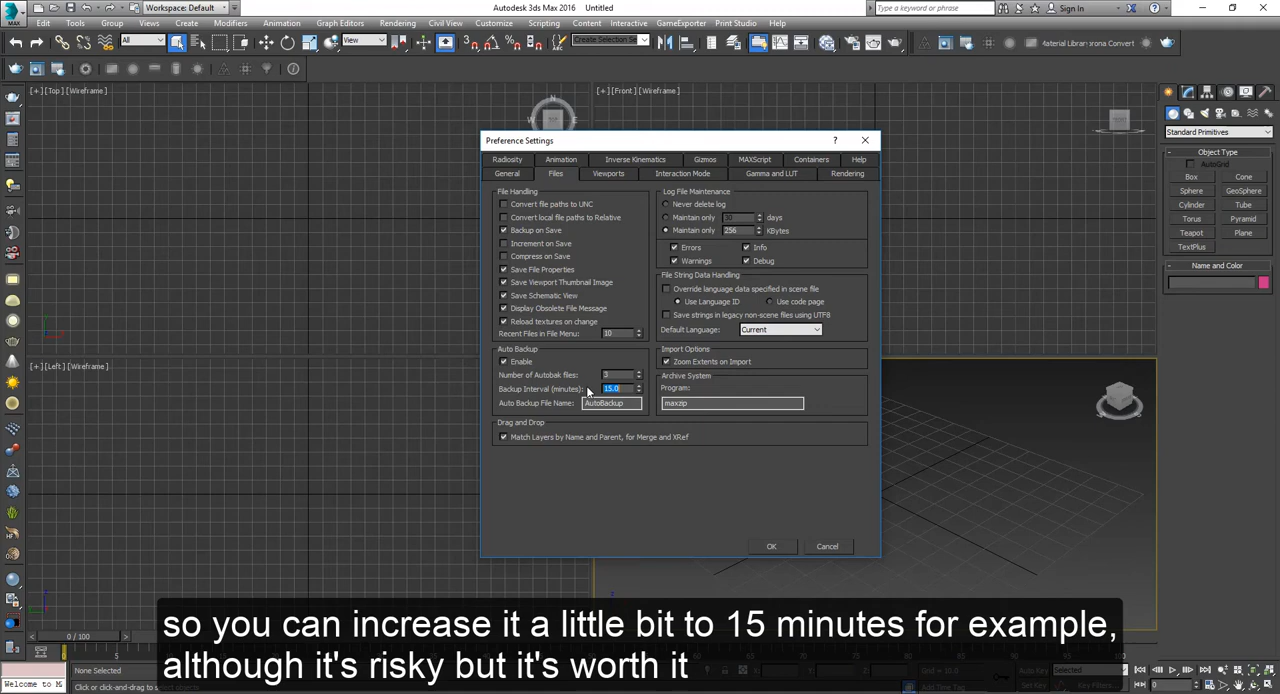 Workspace: Default
Autodesk 3ds Max 2016 Untitled
Type a keyword or phrase
Sign In
MAX
Edit Tools Group Views Create Modifiers Animation Graph Editors Rendering Civil View Customize Scripting Content Interactive GameExporter Print Studio Help
All
View
Create Selection Se
Material Library
orona Convert
[+] [Top] [Wireframe]
[+] [Front] [Wireframe]
Standard Primitives
Object Type
AutoGrid
Box Cone
Sphere GeoSphere
Cylinder Tube
Torus Pyramid
Teapot Plane
TextPlus
Name and Color
Preference Settings
Radiosity Animation Inverse Kinematics Gizmos MAXScript Containers Help
General Files Viewports Interaction Mode Gamma and LUT Rendering
File Handling
Convert file paths to UNC
Convert local file paths to Relative
Backup on Save
Increment on Save
Compress on Save
Save File Properties
Save Viewport Thumbnail Image
Save Schematic View
Display Obsolete File Message
Reload textures on change
Recent Files in File Menu: 10
Auto Backup
Enable
Number of Autobak files: 3
Backup Interval (minutes): 15.0
Auto Backup File Name: AutoBackup
Drag and Drop
Match Layers by Name and Parent, for Merge and XRef
Log File Maintenance
Never delete log
Maintain only 30 days
Maintain only 256 KBytes
Errors Info
Warnings Debug
File String Data Handling
Override language data specified in scene file
Use Language ID Use code page
Save strings in legacy non-scene files using UTF8
Default Language: Current
Import Options
Zoom Extents on Import
Archive System
Program:
maxzip
OK Cancel
[+] [Left] [Wireframe]
so you can increase it a little bit to 15 minutes for example,
although it's risky but it's worth it
0 / 100
None Selected
Click or click-and-drag to select objects
Welcome to M
Auto Key Selected
0